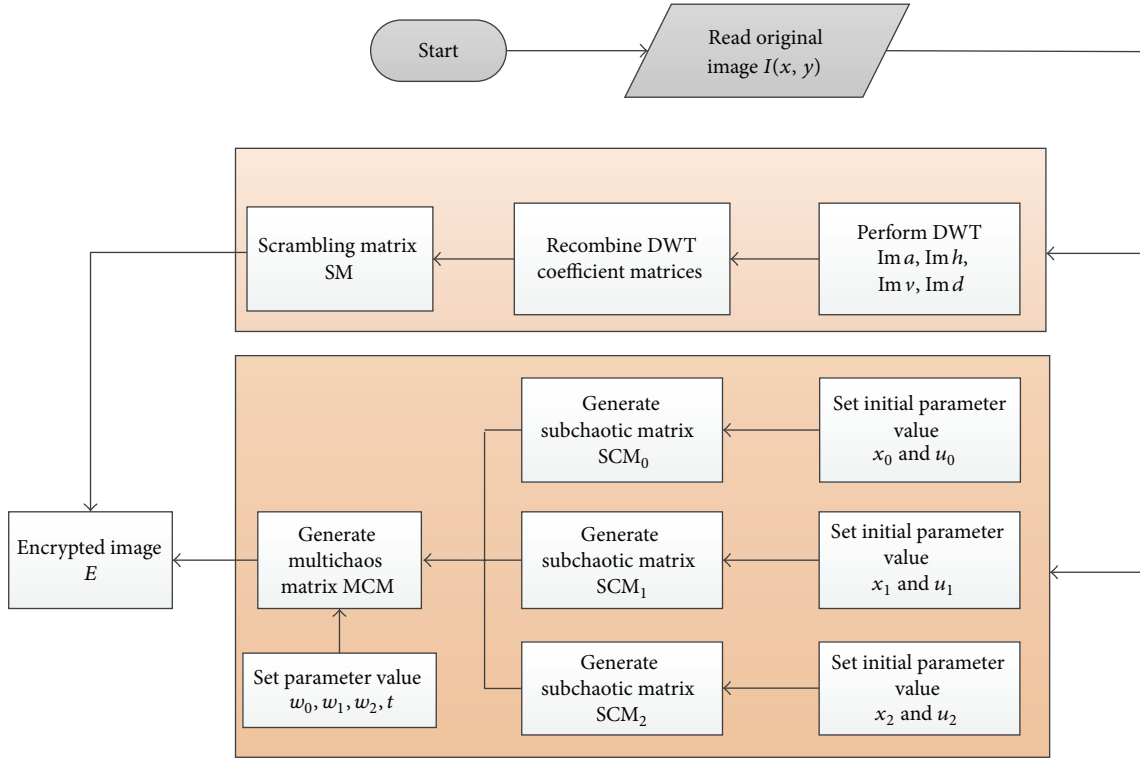 Start
Read original
image I(x, y)
Scrambling matrix
SM
Recombine DWT
coefficient matrices
Perform DWT
Im a, Im h,
Im v, Im d
Generate
subchaotic matrix
SCM₀
Set initial parameter
value
x₀ and u₀
Encrypted image
E
Generate
multichaos
matrix MCM
Generate
subchaotic matrix
SCM₁
Set initial parameter
value
x₁ and u₁
Set parameter value
w₀, w₁, w₂, t
Generate
subchaotic matrix
SCM₂
Set initial parameter
value
x₂ and u₂